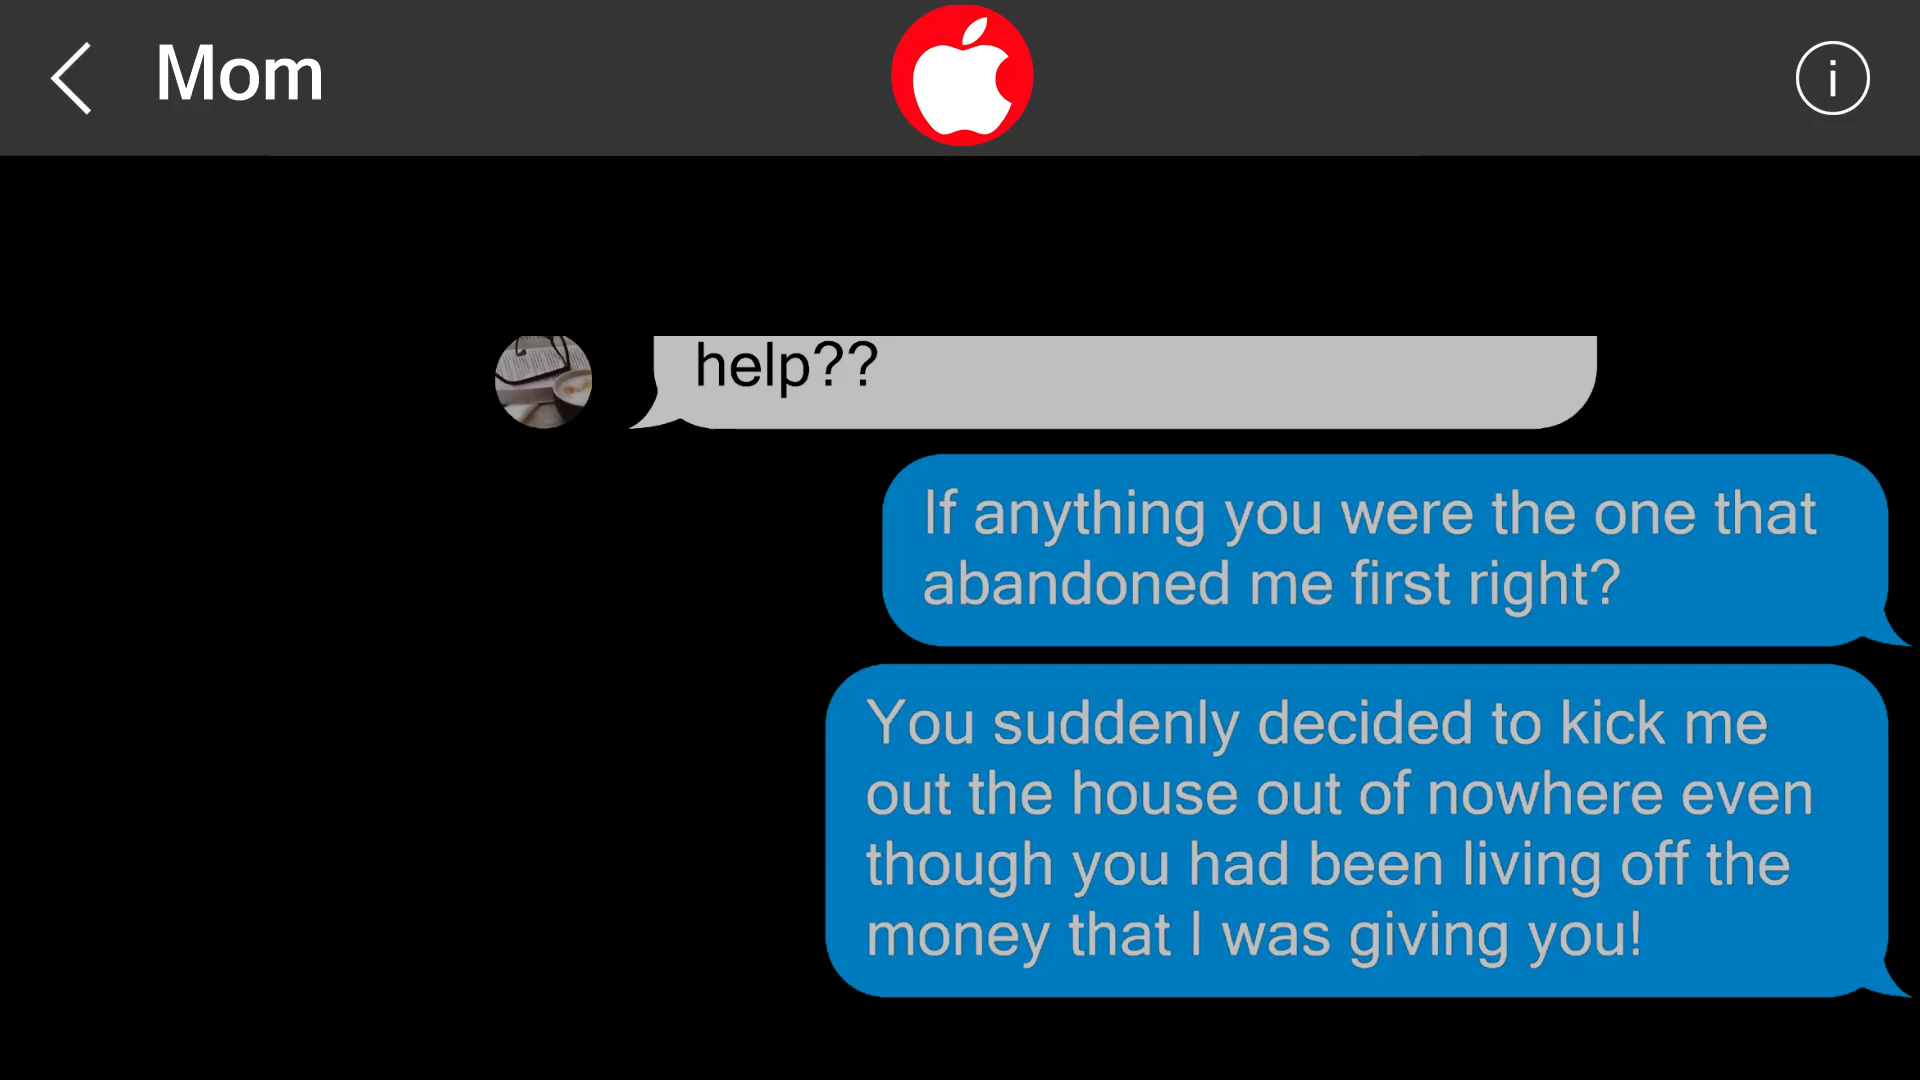 Mom
i
help??
If anything you were the one that
abandoned me first right?
You suddenly decided to kick me
out the house out of nowhere even
though you had been living off the
money that I was giving you!